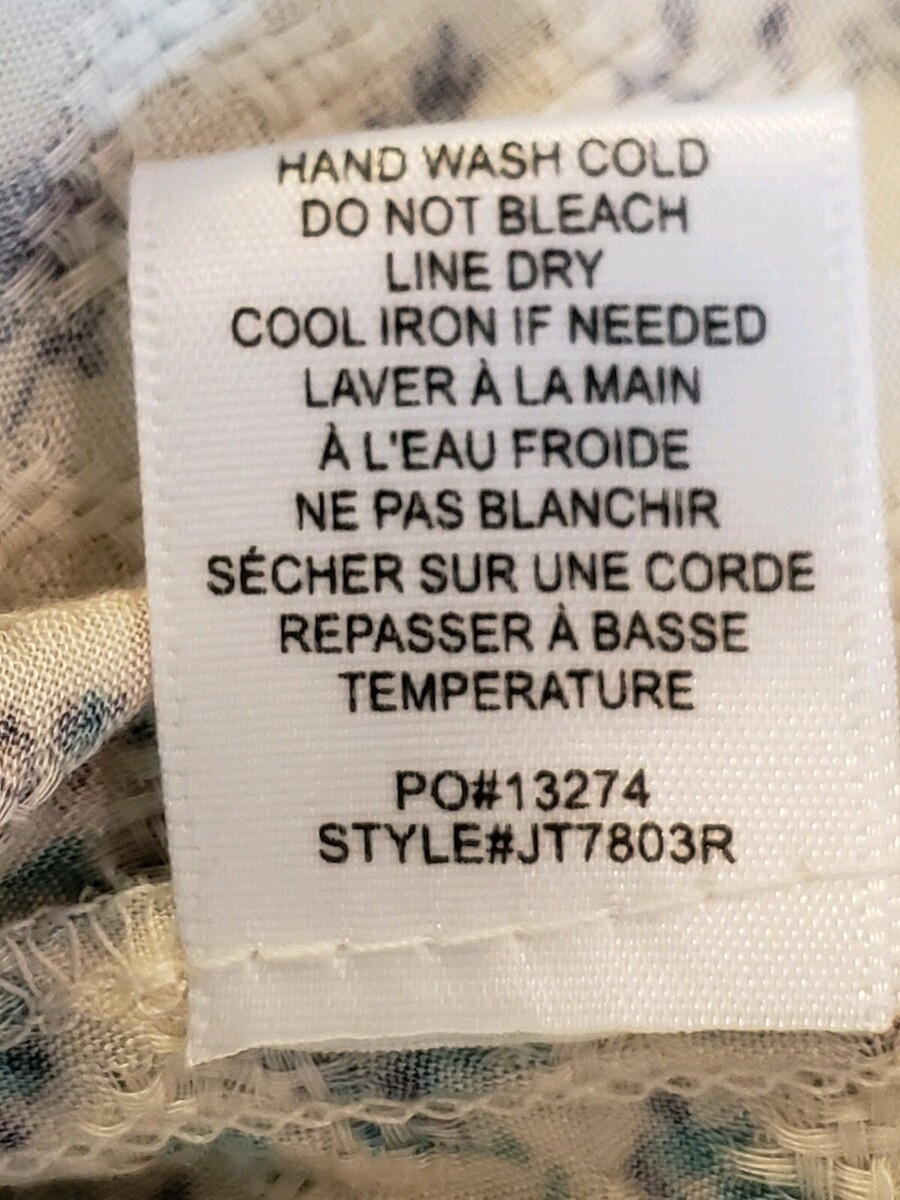 HAND WASH COLD
DO NOT BLEACH
LINE DRY
COOL IRON IF NEEDED
LAVER À LA MAIN
À L'EAU FROIDE
NE PAS BLANCHIR
SÉCHER SUR UNE CORDE
REPASSER À BASSE
TEMPERATURE
PO#13274
STYLE#JT7803R